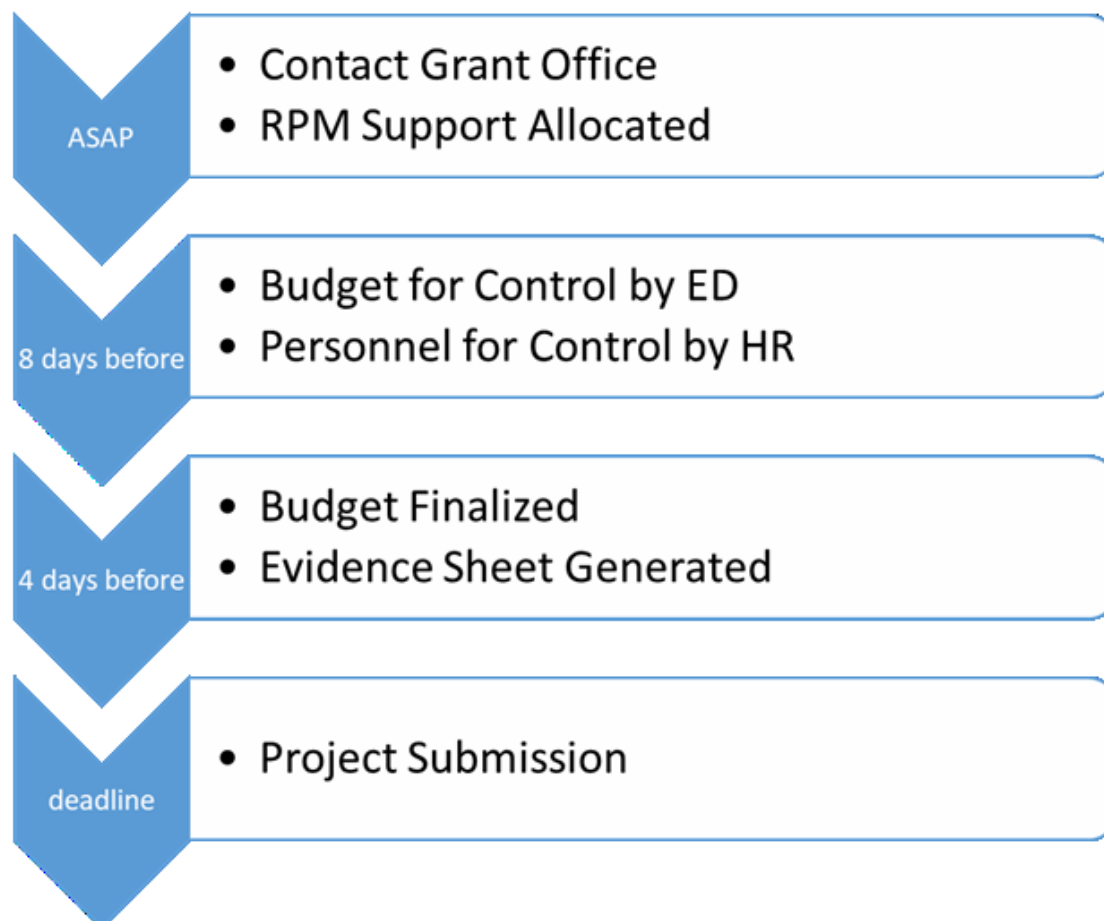 ASAP
• Contact Grant Office
• RPM Support Allocated
8 days before
• Budget for Control by ED
• Personnel for Control by HR
4 days before
• Budget Finalized
• Evidence Sheet Generated
deadline
• Project Submission